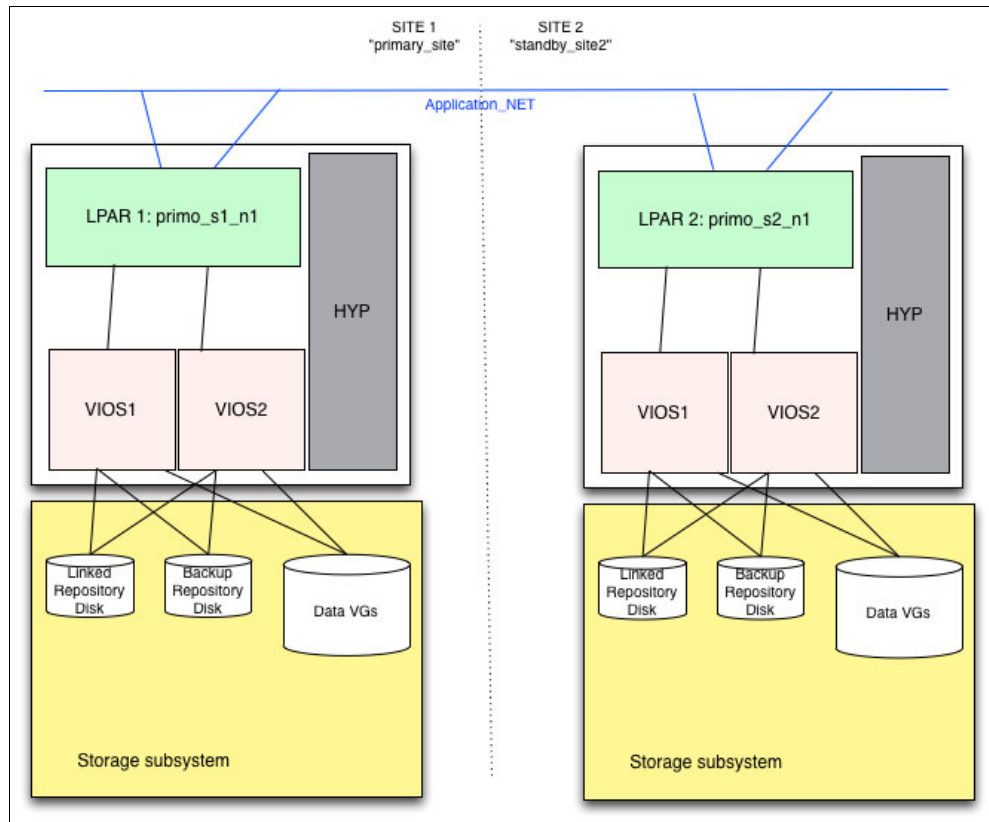 SITE 1
"primary_site"
SITE 2
"standby_site2"
Application_NET
LPAR 1: primo_s1_n1
HYP
VIOS1
VIOS2
Linked
Repository
Disk
Backup
Repository
Disk
Data VGs
Storage subsystem
LPAR 2: primo_s2_n1
HYP
VIOS1
VIOS2
Linked
Repository
Disk
Backup
Repository
Disk
Data VGs
Storage subsystem